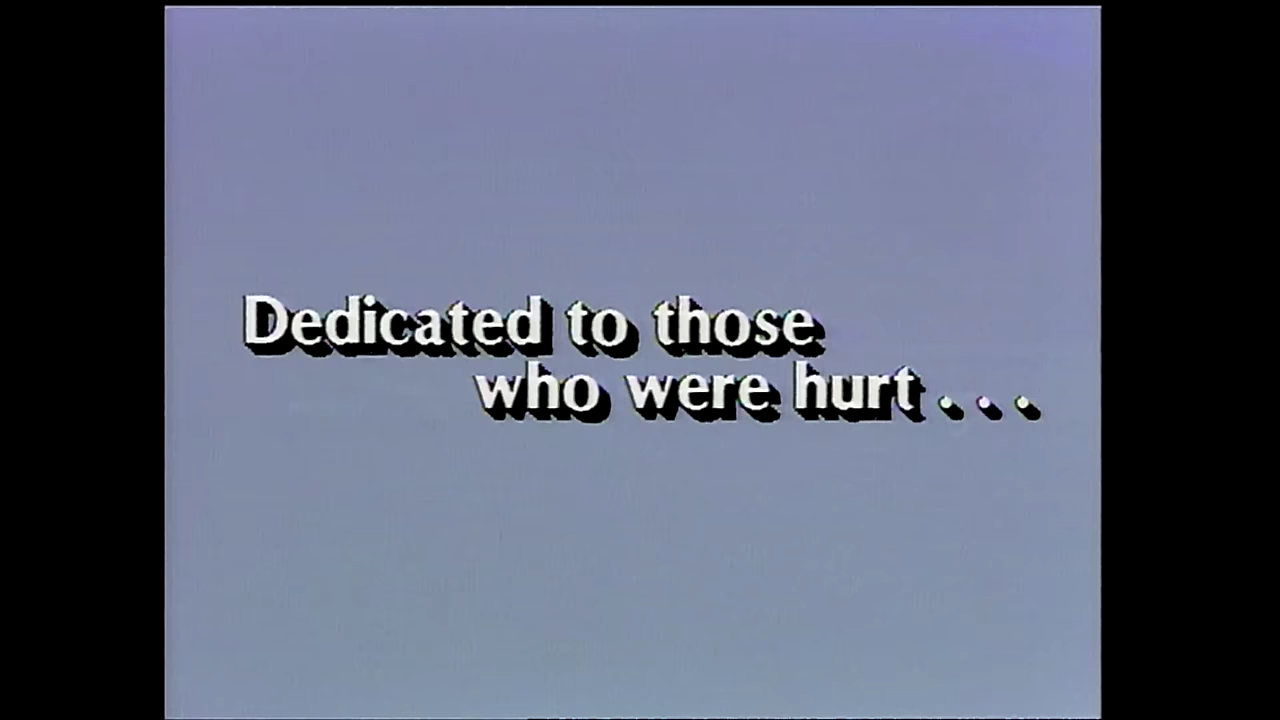 Dedicated to those
who were hurt . . .